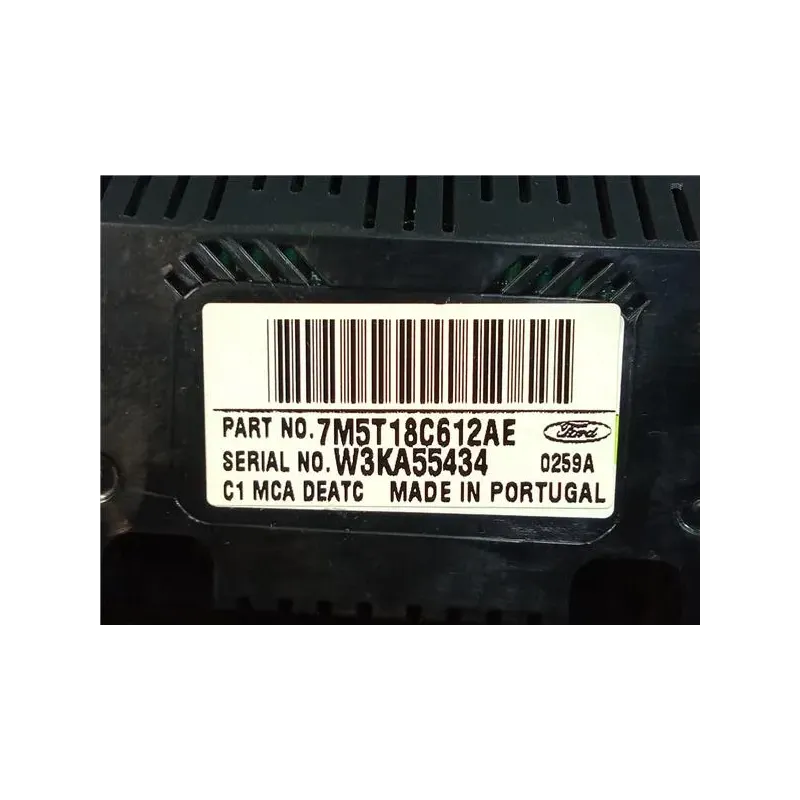 PART NO. 7M5T18C612AE Ford
SERIAL NO. W3KA55434 0259A
C1 MCA DEATC MADE IN PORTUGAL